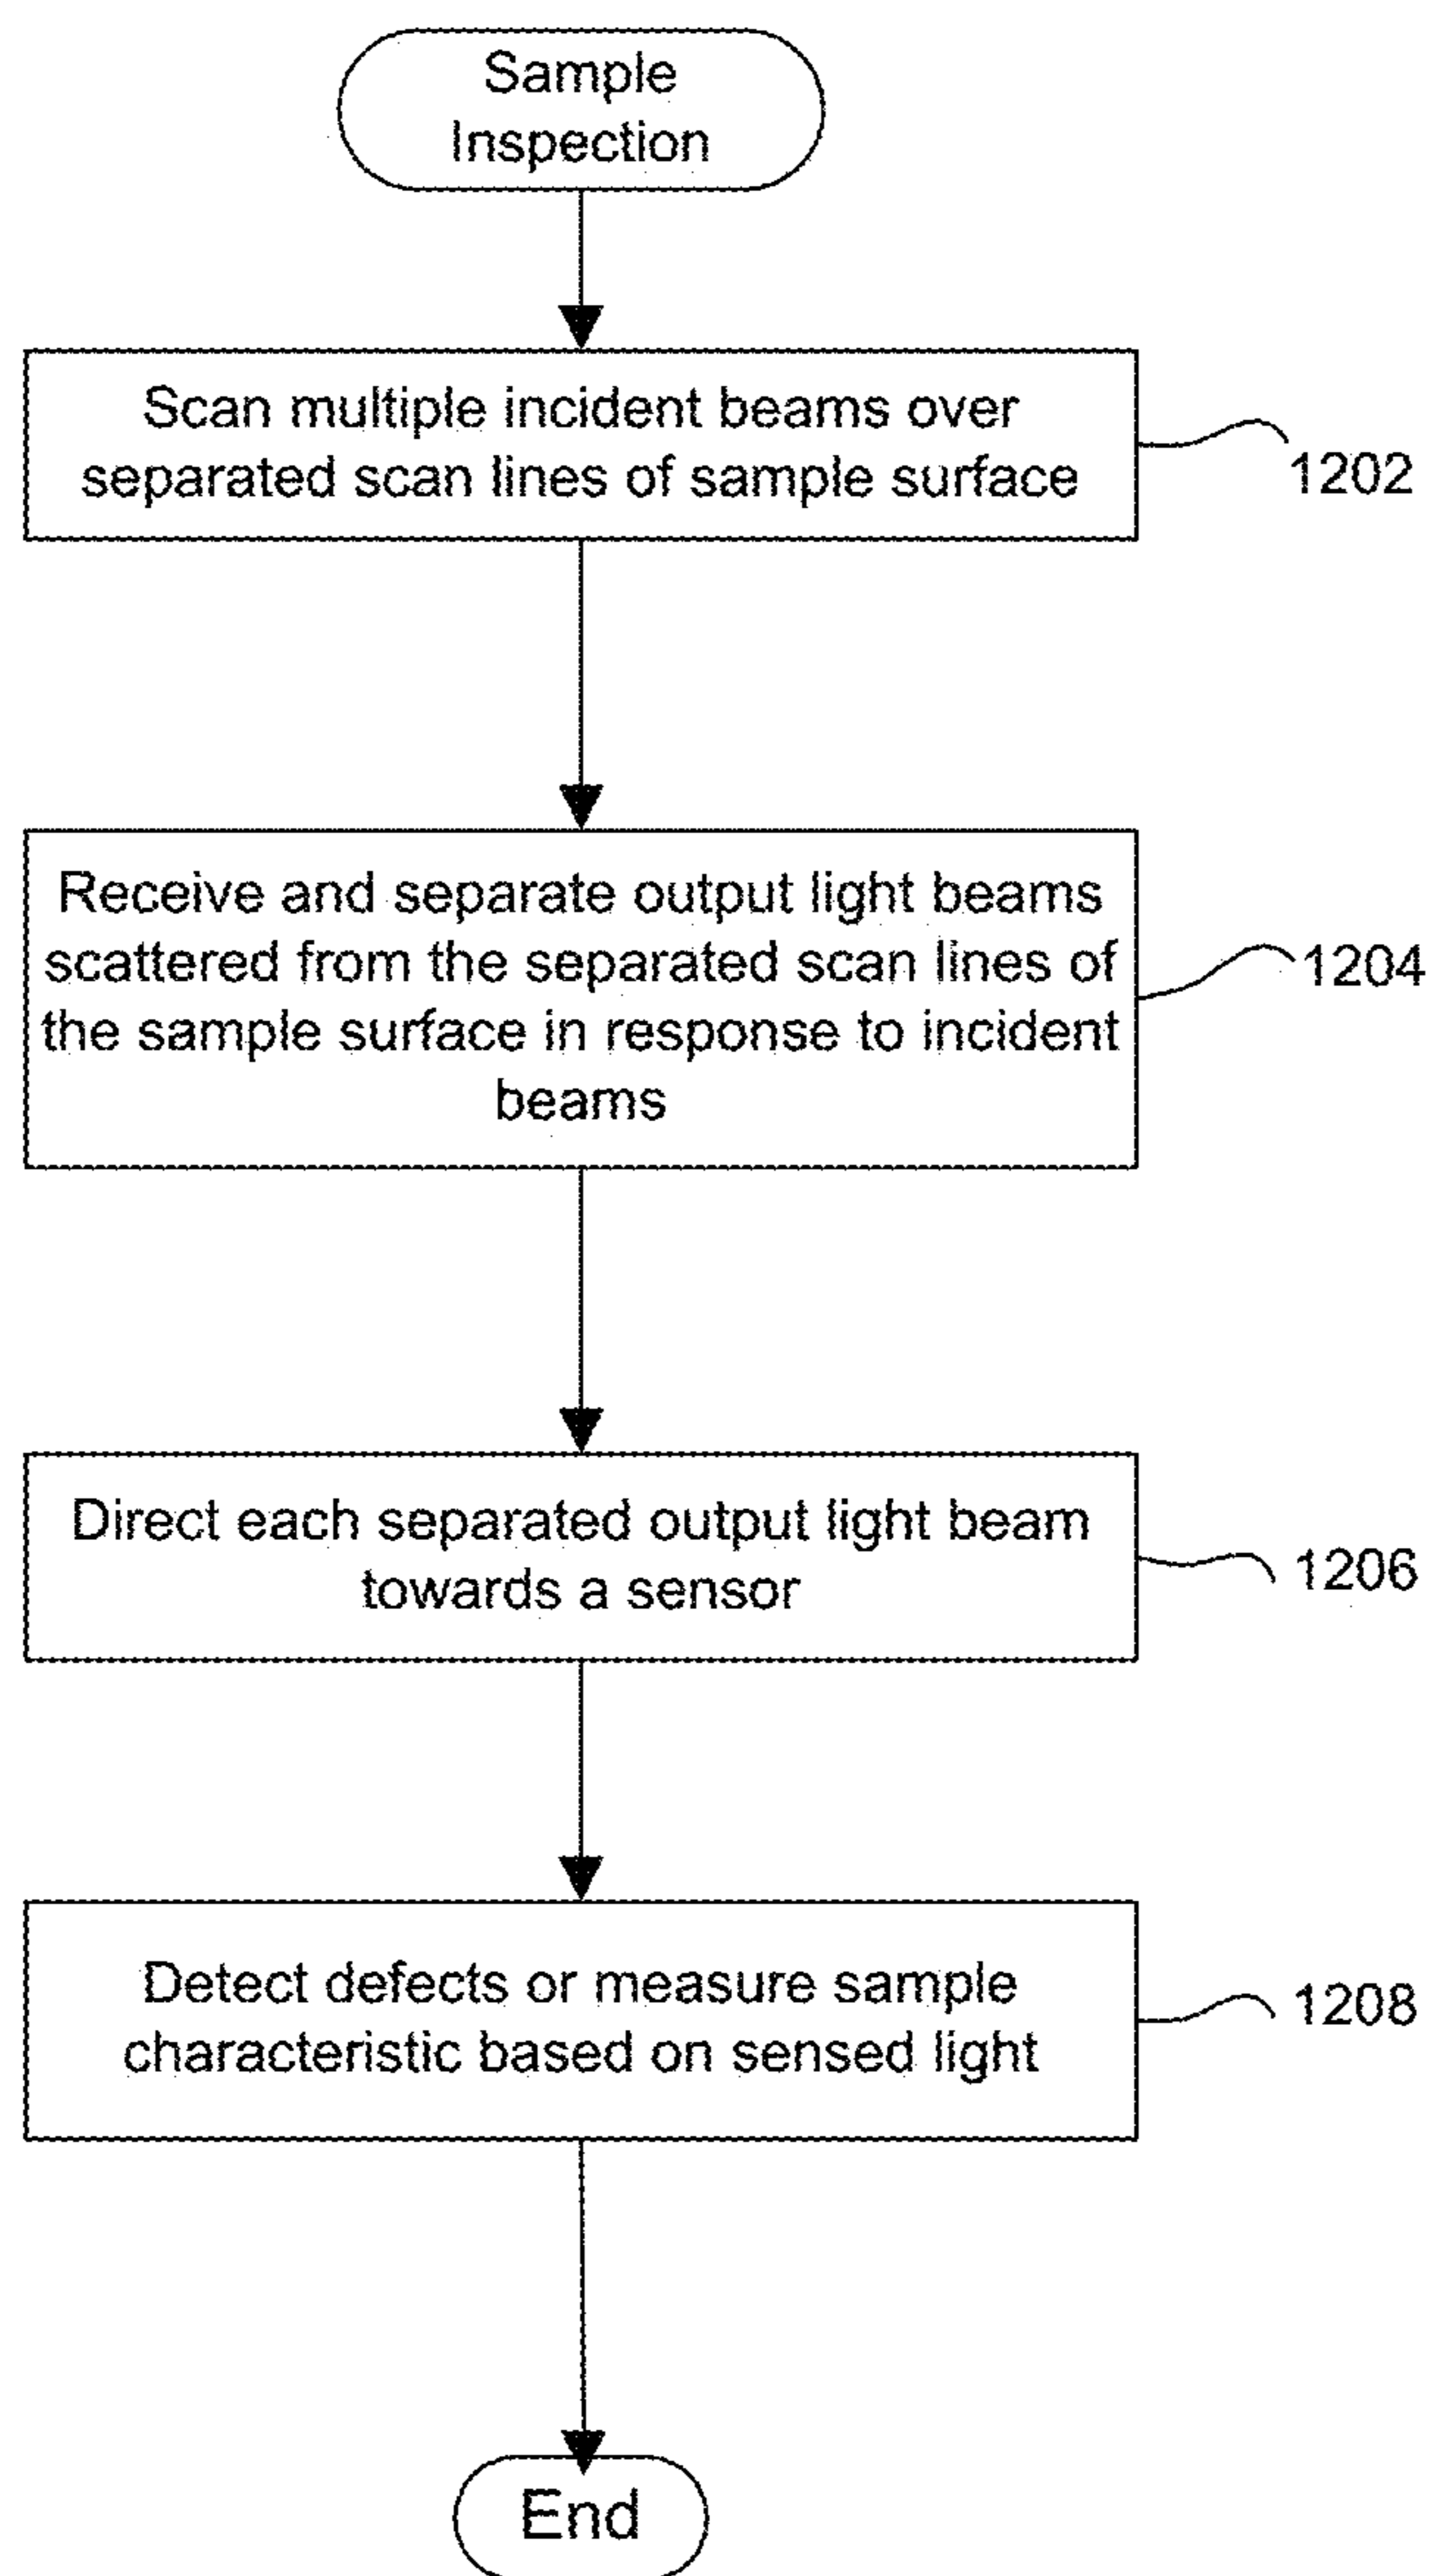 Sample
Inspection
Scan multiple incident beams over
separated scan lines of sample surface
1202
Receive and separate output light beams
scattered from the separated scan lines of
the sample surface in response to incident
beams
1204
Direct each separated output light beam
towards a sensor
1206
Detect defects or measure sample
characteristic based on sensed light
1208
End